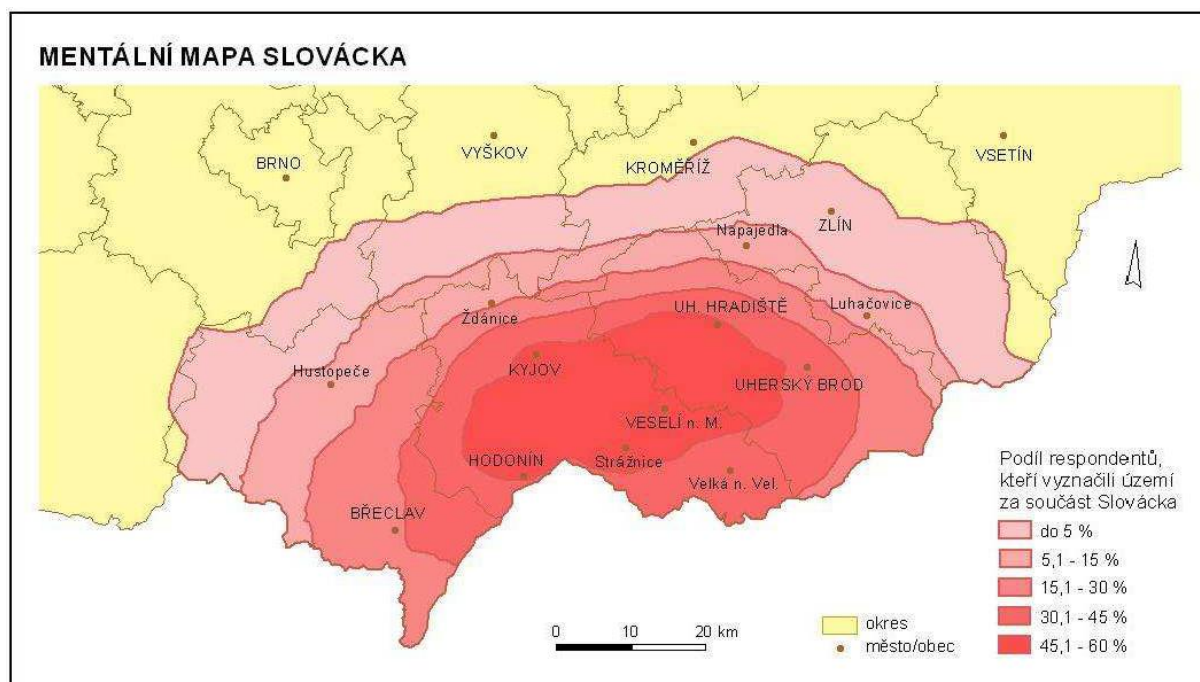 MENTÁLNÍ MAPA SLOVÁCKA
BRNO
VYŠKOV
KROMĚŘÍŽ
VSETÍN
ZLÍN
Napajedla
Luhačovice
Ždánice
UH. HRADIŠTĚ
Hustopeče
KYJOV
UHERSKÝ BROD
VESELÍ n. M.
HODONÍN
Strážnice
Velká n. Vel.
BŘECLAV
Podíl respondentů,
kteří vyznačili území
za součást Slovácka
do 5 %
5,1 - 15 %
15,1 - 30 %
30,1 - 45 %
45,1 - 60 %
okres
město/obec
0 10 20 km